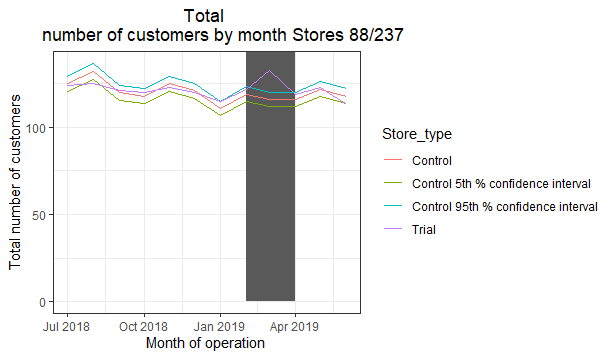 Total
number of customers by month Stores 88/237
Total number of customers
100
50
0
Jul 2018
Oct 2018
Jan 2019
Apr 2019
Month of operation
Store_type
Control
Control 5th % confidence interval
Control 95th % confidence interval
Trial